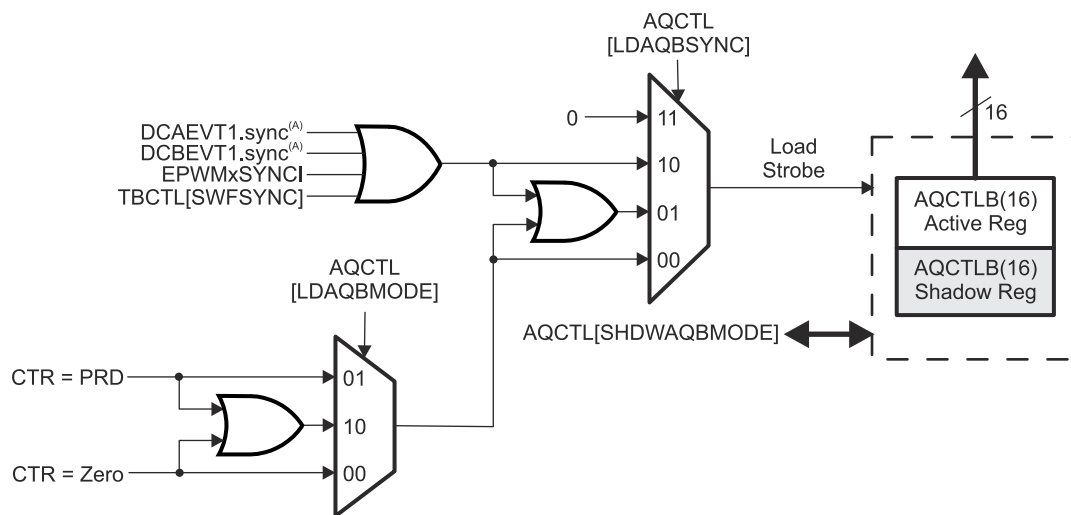 AQCTL
[LDAQBSYNC]
16
0
11
DCAEVT1.sync(A)
DCBEVT1.sync(A)
EPWMxSYNCI
TBCTL[SWFSYNC]
10
Load
Strobe
01
00
AQCTLB(16)
Active Reg
AQCTLB(16)
Shadow Reg
AQCTL
[LDAQBMODE]
AQCTL[SHDWAQBMODE]
CTR = PRD
01
10
CTR = Zero
00